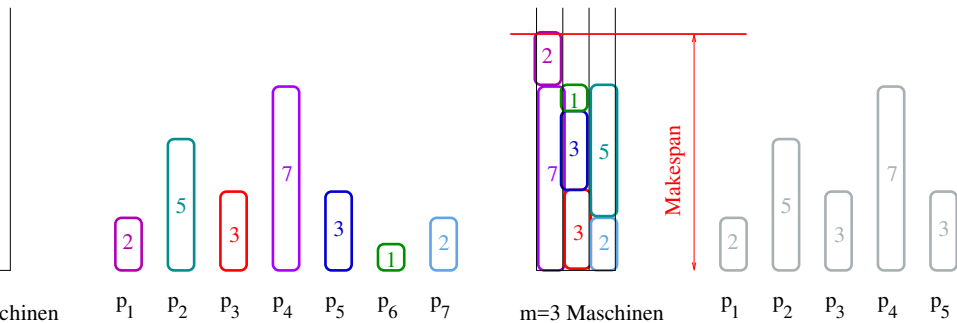 2 5 3 7 3 1 2
2 1 3 7 3 5 2
Makespan
2 5 3 7 3
chinen p1 p2 p3 p4 p5 p6 p7 m=3 Maschinen p1 p2 p3 p4 p5